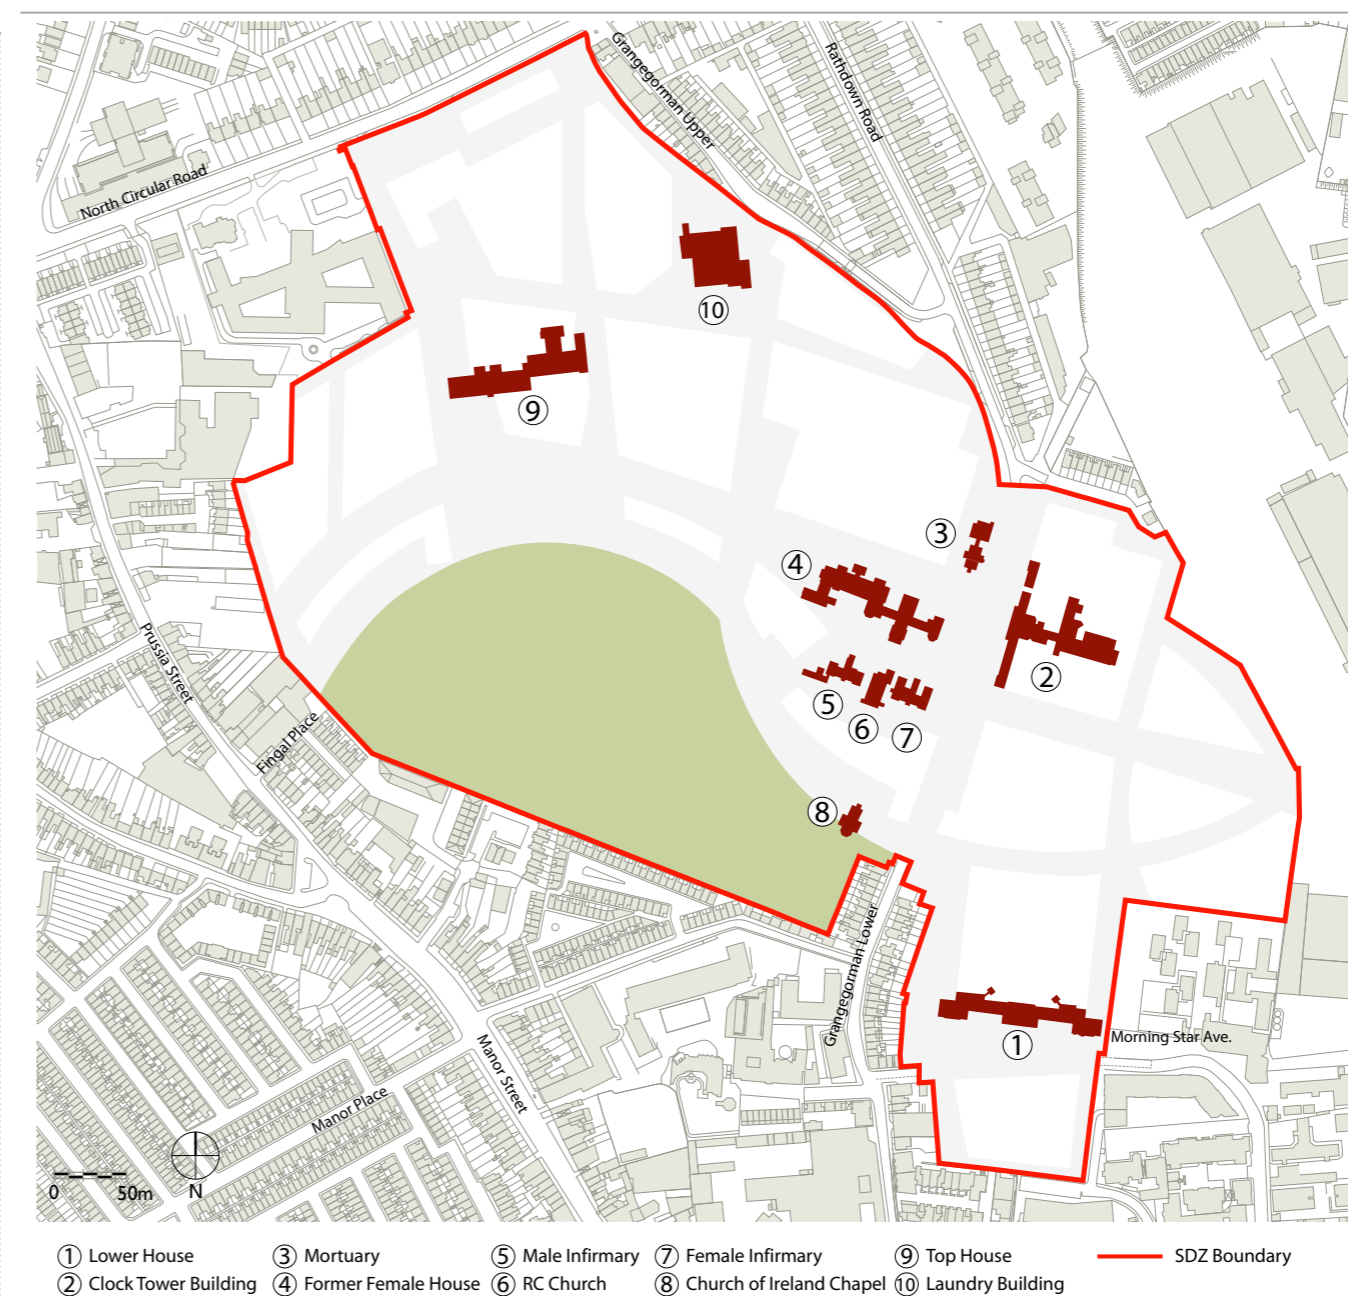 Grangegorman Upper
Rathdown Road
North Circular Road
10
9
3
4
2
Prussia Street
5
6
7
Fingal Place
8
Grangegorman Lower
1
Morning Star Ave.
Manor Street
Manor Place
0 50m
N
1 Lower House 3 Mortuary 5 Male Infirmary 7 Female Infirmary 9 Top House SDZ Boundary
2 Clock Tower Building 4 Former Female House 6 RC Church 8 Church of Ireland Chapel 10 Laundry Building